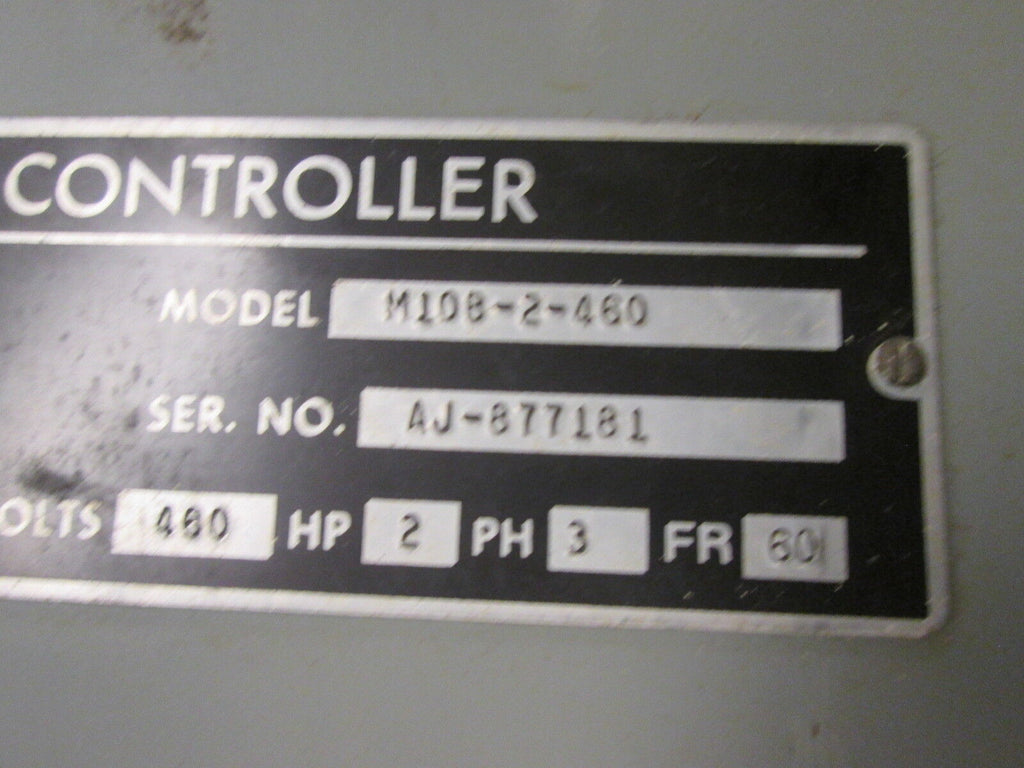 CONTROLLER
MODEL M108-2-460
SER. NO. AJ-877181
OLTS 460 HP 2 PH 3 FR 60